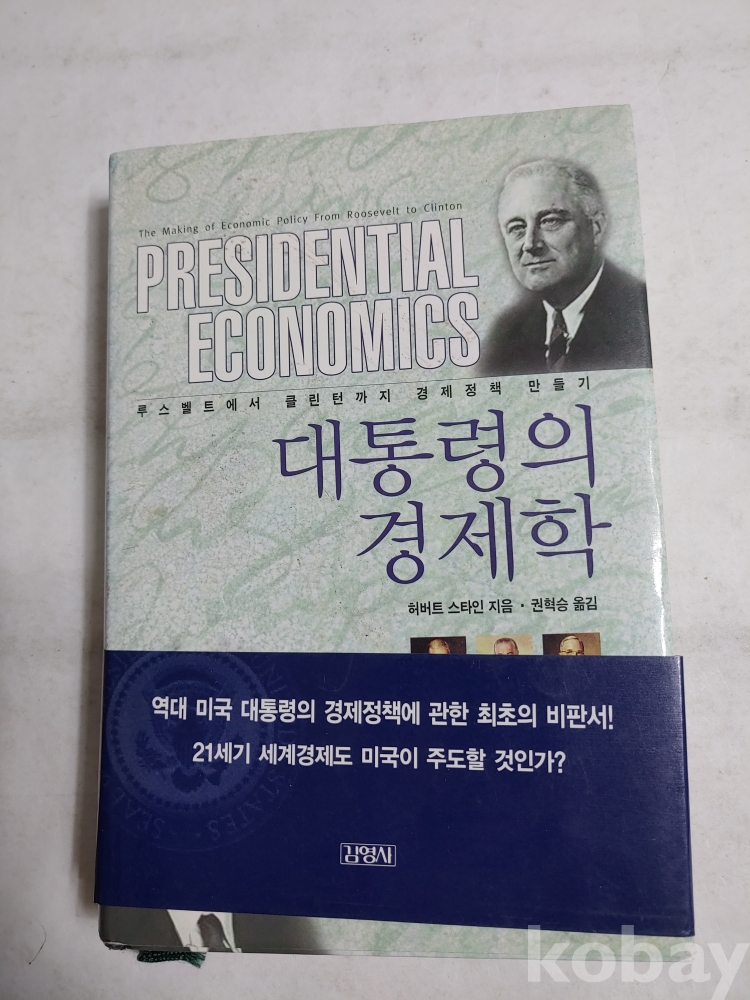 The Making of Economic Policy From Roosevelt to Clinton
PRESIDENTIAL
ECONOMICS
루스벨트에서 클린턴까지 경제정책 만들기
대통령의
경제학
허버트 스타인 지음 · 권혁승 옮김
역대 미국 대통령의 경제정책에 관한 최초의 비판서!
21세기 세계경제도 미국이 주도할 것인가?
SEAL
STATES
김영사
kobay